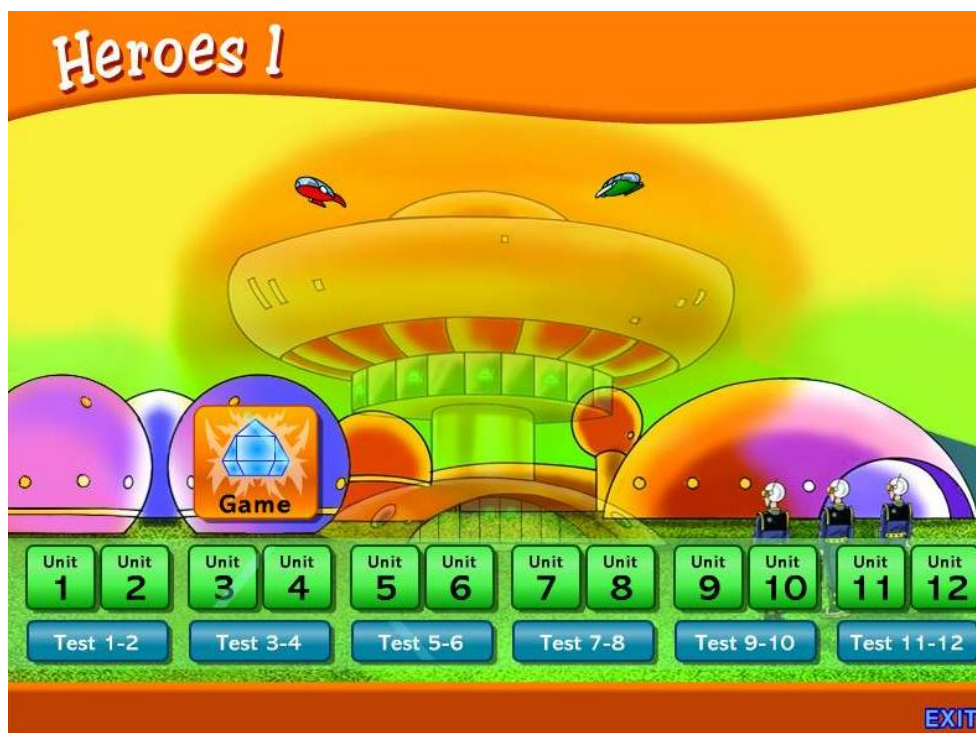 Heroes 1
Game
Unit 1 Unit 2 Unit 3 Unit 4 Unit 5 Unit 6 Unit 7 Unit 8 Unit 9 Unit 10 Unit 11 Unit 12
Test 1-2 Test 3-4 Test 5-6 Test 7-8 Test 9-10 Test 11-12
EXIT